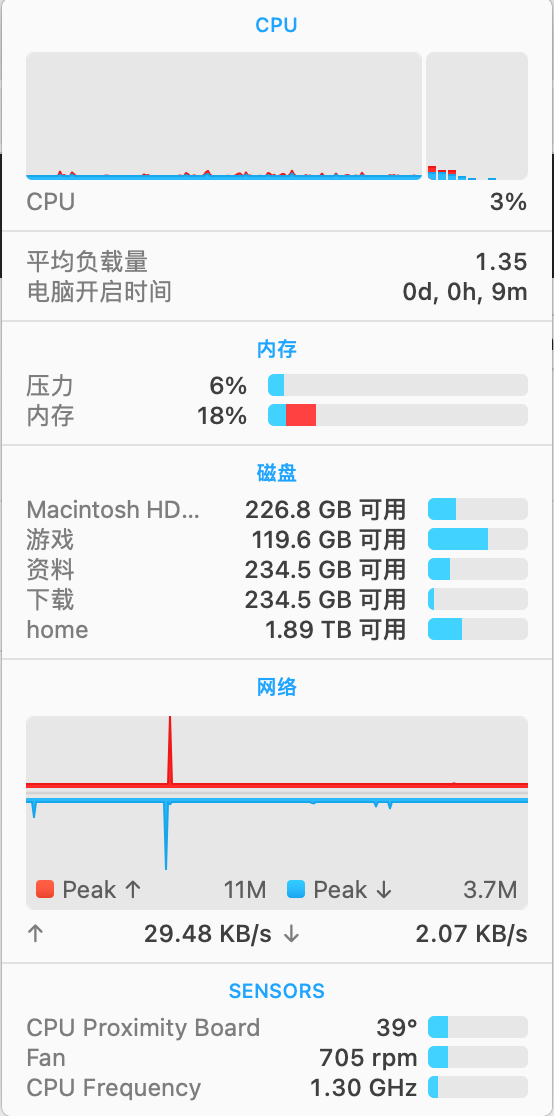 CPU
CPU 3%
平均负载量 1.35
电脑开启时间 0d, 0h, 9m
内存
压力 6%
内存 18%
磁盘
Macintosh HD... 226.8 GB 可用
游戏 119.6 GB 可用
资料 234.5 GB 可用
下载 234.5 GB 可用
home 1.89 TB 可用
网络
Peak ↑ 11M Peak ↓ 3.7M
↑ 29.48 KB/s ↓ 2.07 KB/s
SENSORS
CPU Proximity Board 39°
Fan 705 rpm
CPU Frequency 1.30 GHz